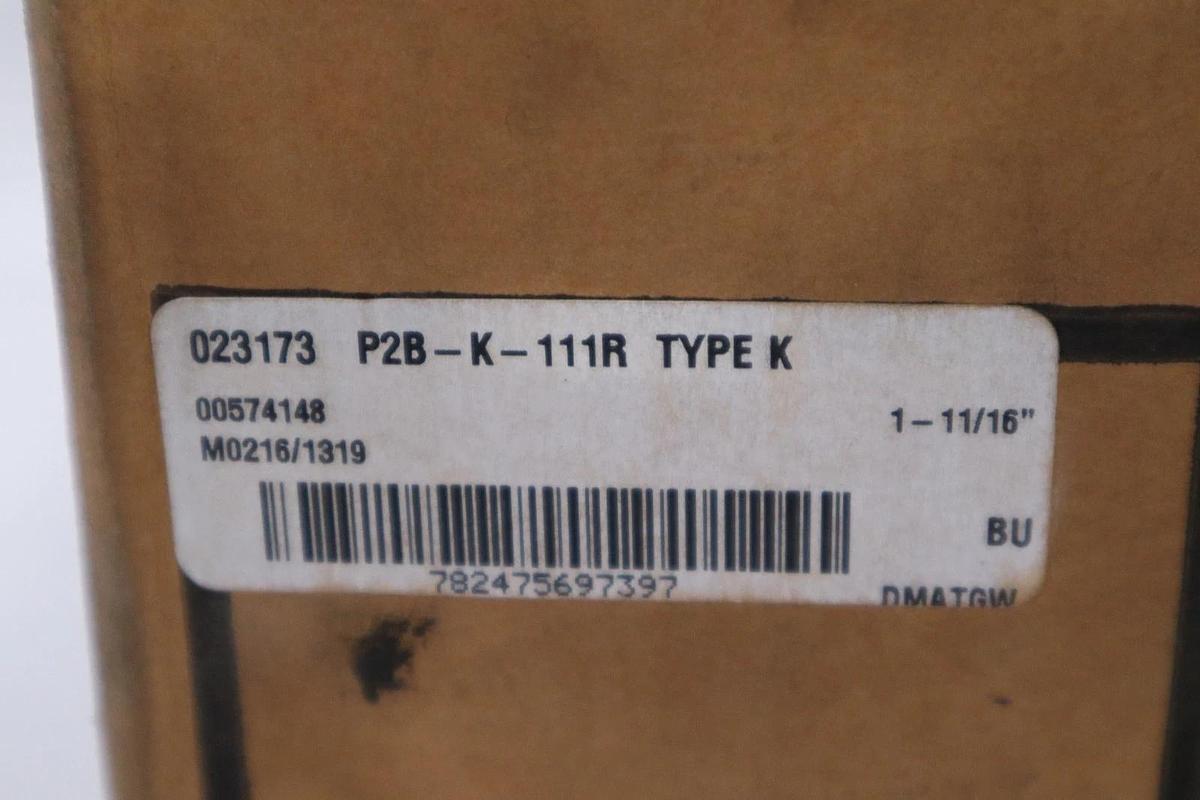 023173 P2B-K-111R TYPE K
00574148
1-11/16"
M0216/1319
BU
782475697397
DMATGW